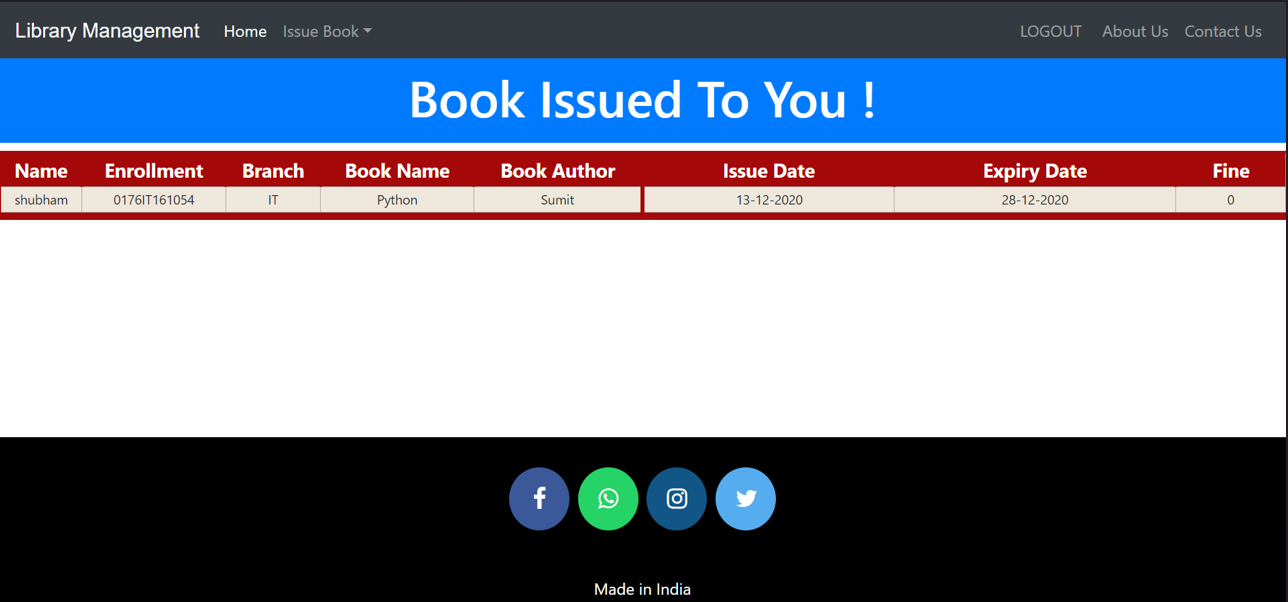 Library Management Home Issue Book LOGOUT About Us Contact Us
Book Issued To You !
Name Enrollment Branch Book Name Book Author Issue Date Expiry Date Fine
shubham 0176IT161054 IT Python Sumit 13-12-2020 28-12-2020 0
Made in India